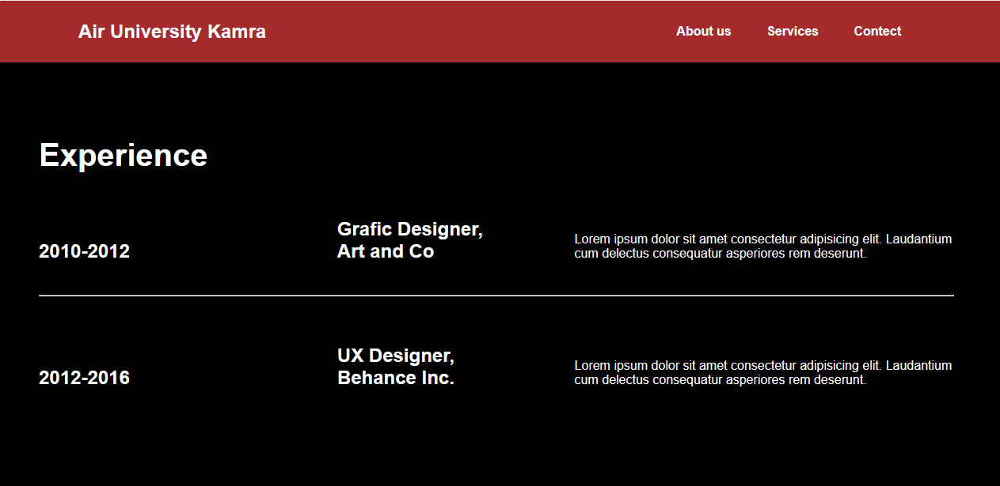 Air University Kamra
About us Services Contect
Experience
2010-2012
Grafic Designer,
Art and Co
Lorem ipsum dolor sit amet consectetur adipisicing elit. Laudantium
cum delectus consequatur asperiores rem deserunt.
2012-2016
UX Designer,
Behance Inc.
Lorem ipsum dolor sit amet consectetur adipisicing elit. Laudantium
cum delectus consequatur asperiores rem deserunt.